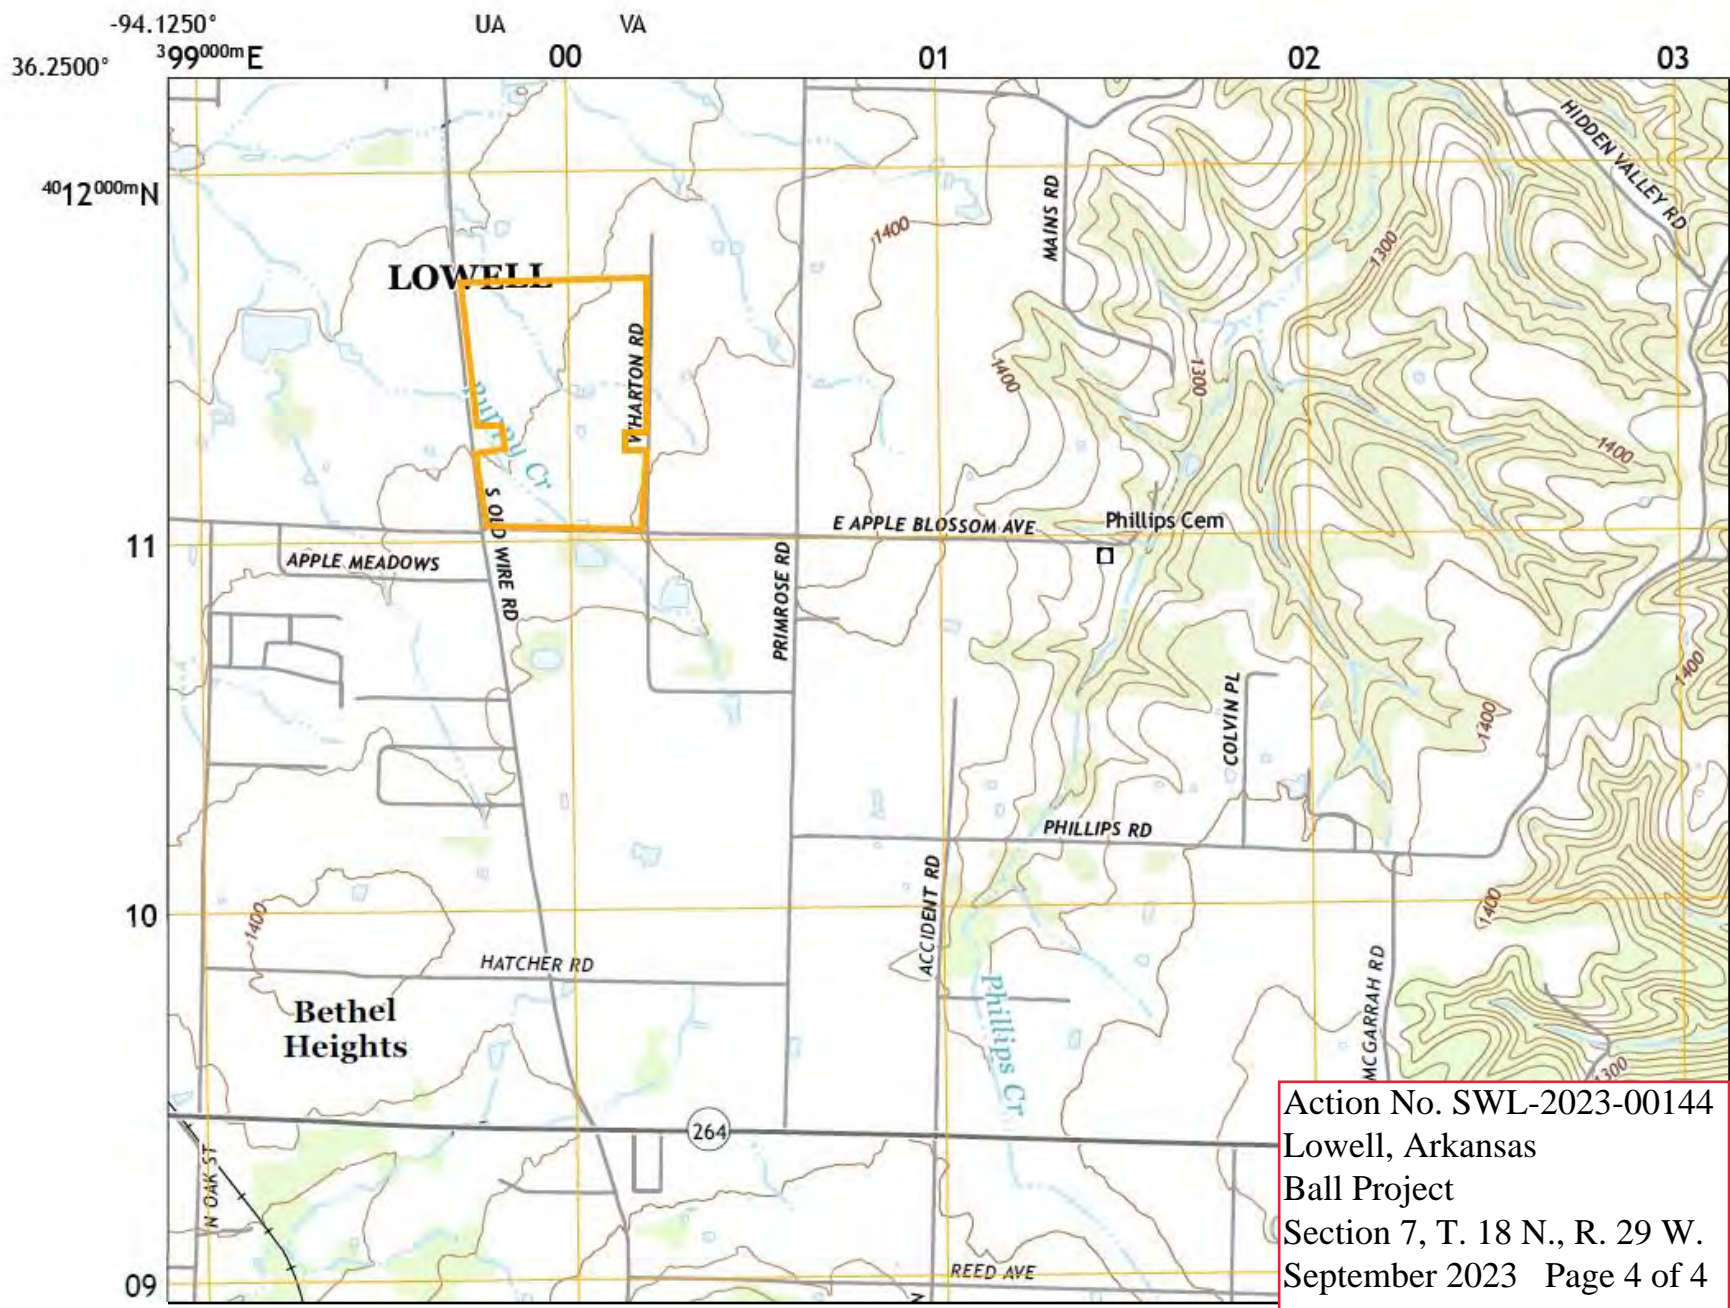 -94.1250° UA VA
³99⁰⁰⁰ᵐE 00 01 02 03
36.2500°
HIDDEN VALLEY RD
⁴⁰12⁰⁰⁰ᵐN
MAINS RD
1400
1300
LOWELL
WHARTON RD
1400
1300
1400
S OLD WIRE RD
E APPLE BLOSSOM AVE
Phillips Cem
11
APPLE MEADOWS
PRIMROSE RD
1400
COLVIN PL
1400
PHILLIPS RD
ACCIDENT RD
1400
1400
10
HATCHER RD
MCGARRAH RD
Phillips Cr
Bethel
Heights
1300
264
N OAK ST
REED AVE
09
N
Action No. SWL-2023-00144
Lowell, Arkansas
Ball Project
Section 7, T. 18 N., R. 29 W.
September 2023 Page 4 of 4